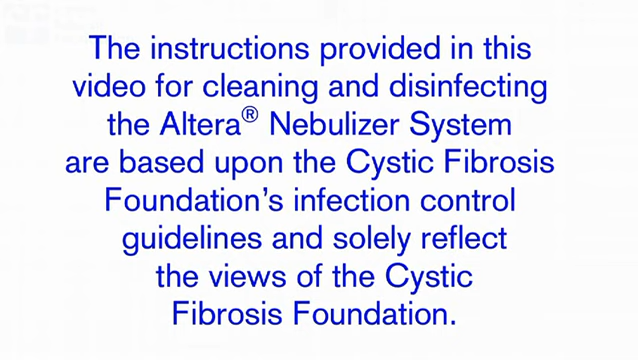 The instructions provided in this
video for cleaning and disinfecting
the Altera® Nebulizer System
are based upon the Cystic Fibrosis
Foundation's infection control
guidelines and solely reflect
the views of the Cystic
Fibrosis Foundation.